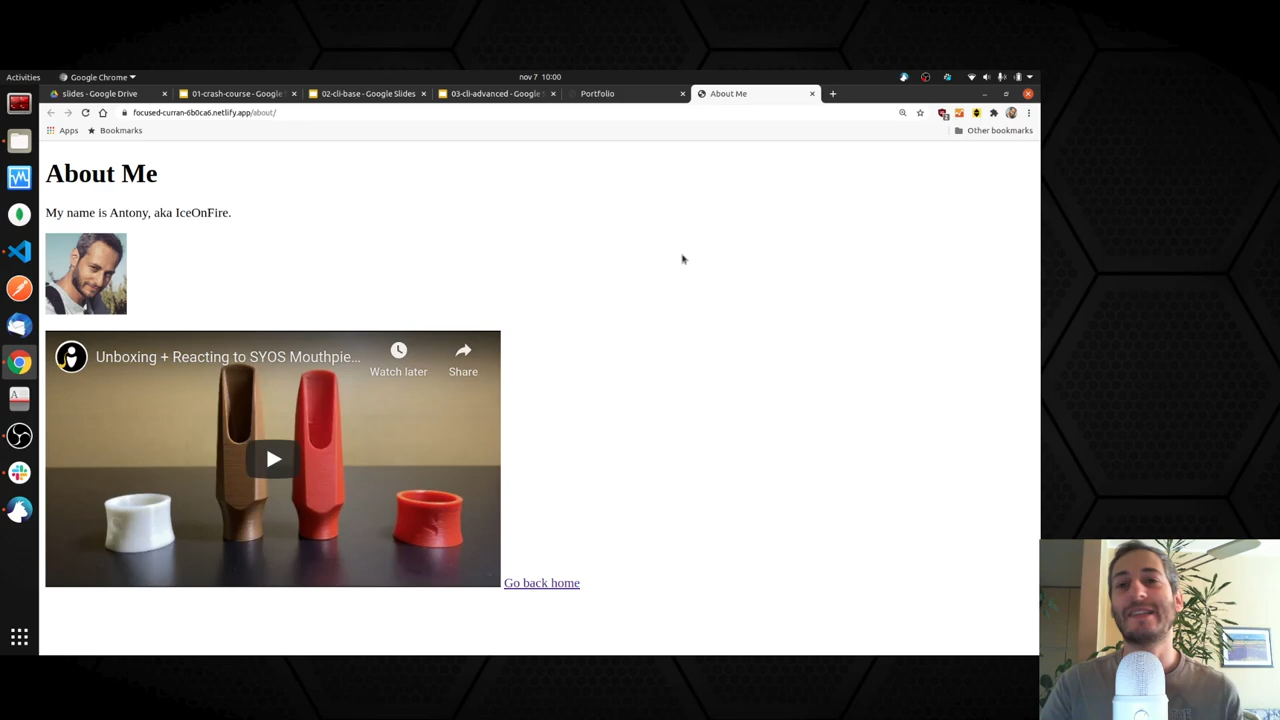 Activities
Google Chrome
nov 7 10:00
slides - Google Drive
01-crash-course - Google
02-cli-base - Google Slides
03-cli-advanced - Google S
Portfolio
About Me
focused-curran-6b0ca6.netlify.app/about/
Apps
Bookmarks
Other bookmarks
About Me
My name is Antony, aka IceOnFire.
Unboxing + Reacting to SYOS Mouthpie...
Watch later
Share
Go back home